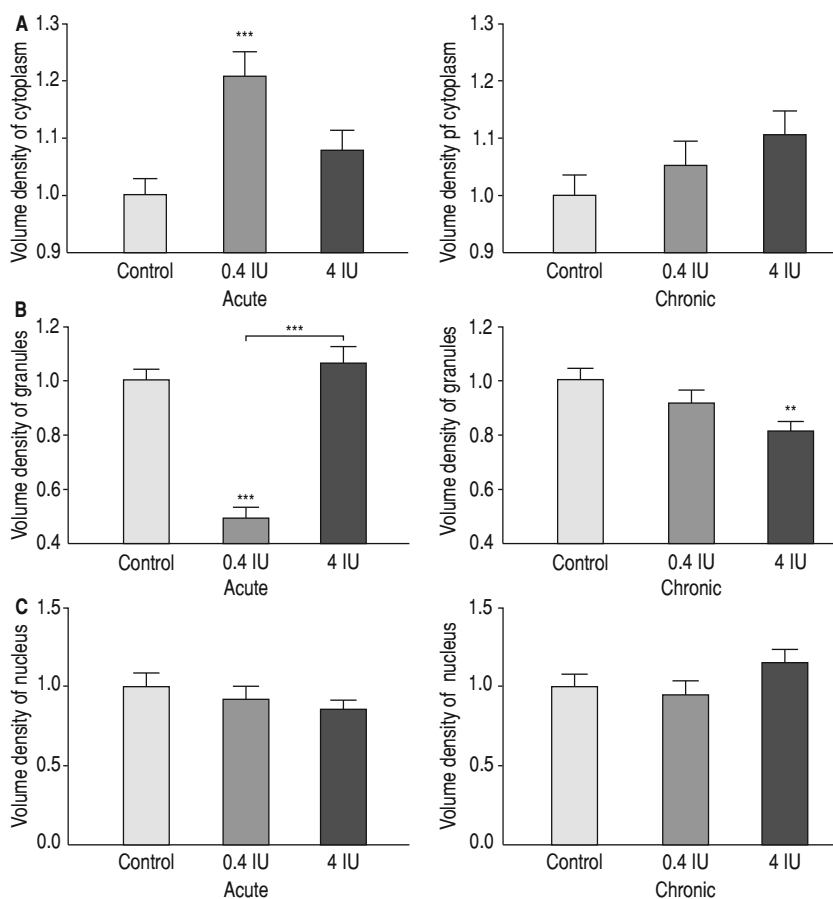 A
Volume density of cytoplasm
1.3
1.2
1.1
1.0
0.9
***
Control 0.4 IU 4 IU
Acute
Volume density pf cytoplasm
1.3
1.2
1.1
1.0
0.9
Control 0.4 IU 4 IU
Chronic
B
Volume density of granules
1.2
1.0
0.8
0.6
0.4
***
***
Control 0.4 IU 4 IU
Acute
Volume density of granules
1.2
1.0
0.8
0.6
0.4
**
Control 0.4 IU 4 IU
Chronic
C
Volume density of nucleus
1.5
1.0
0.5
0.0
Control 0.4 IU 4 IU
Acute
Volume density of nucleus
1.5
1.0
0.5
0.0
Control 0.4 IU 4 IU
Chronic